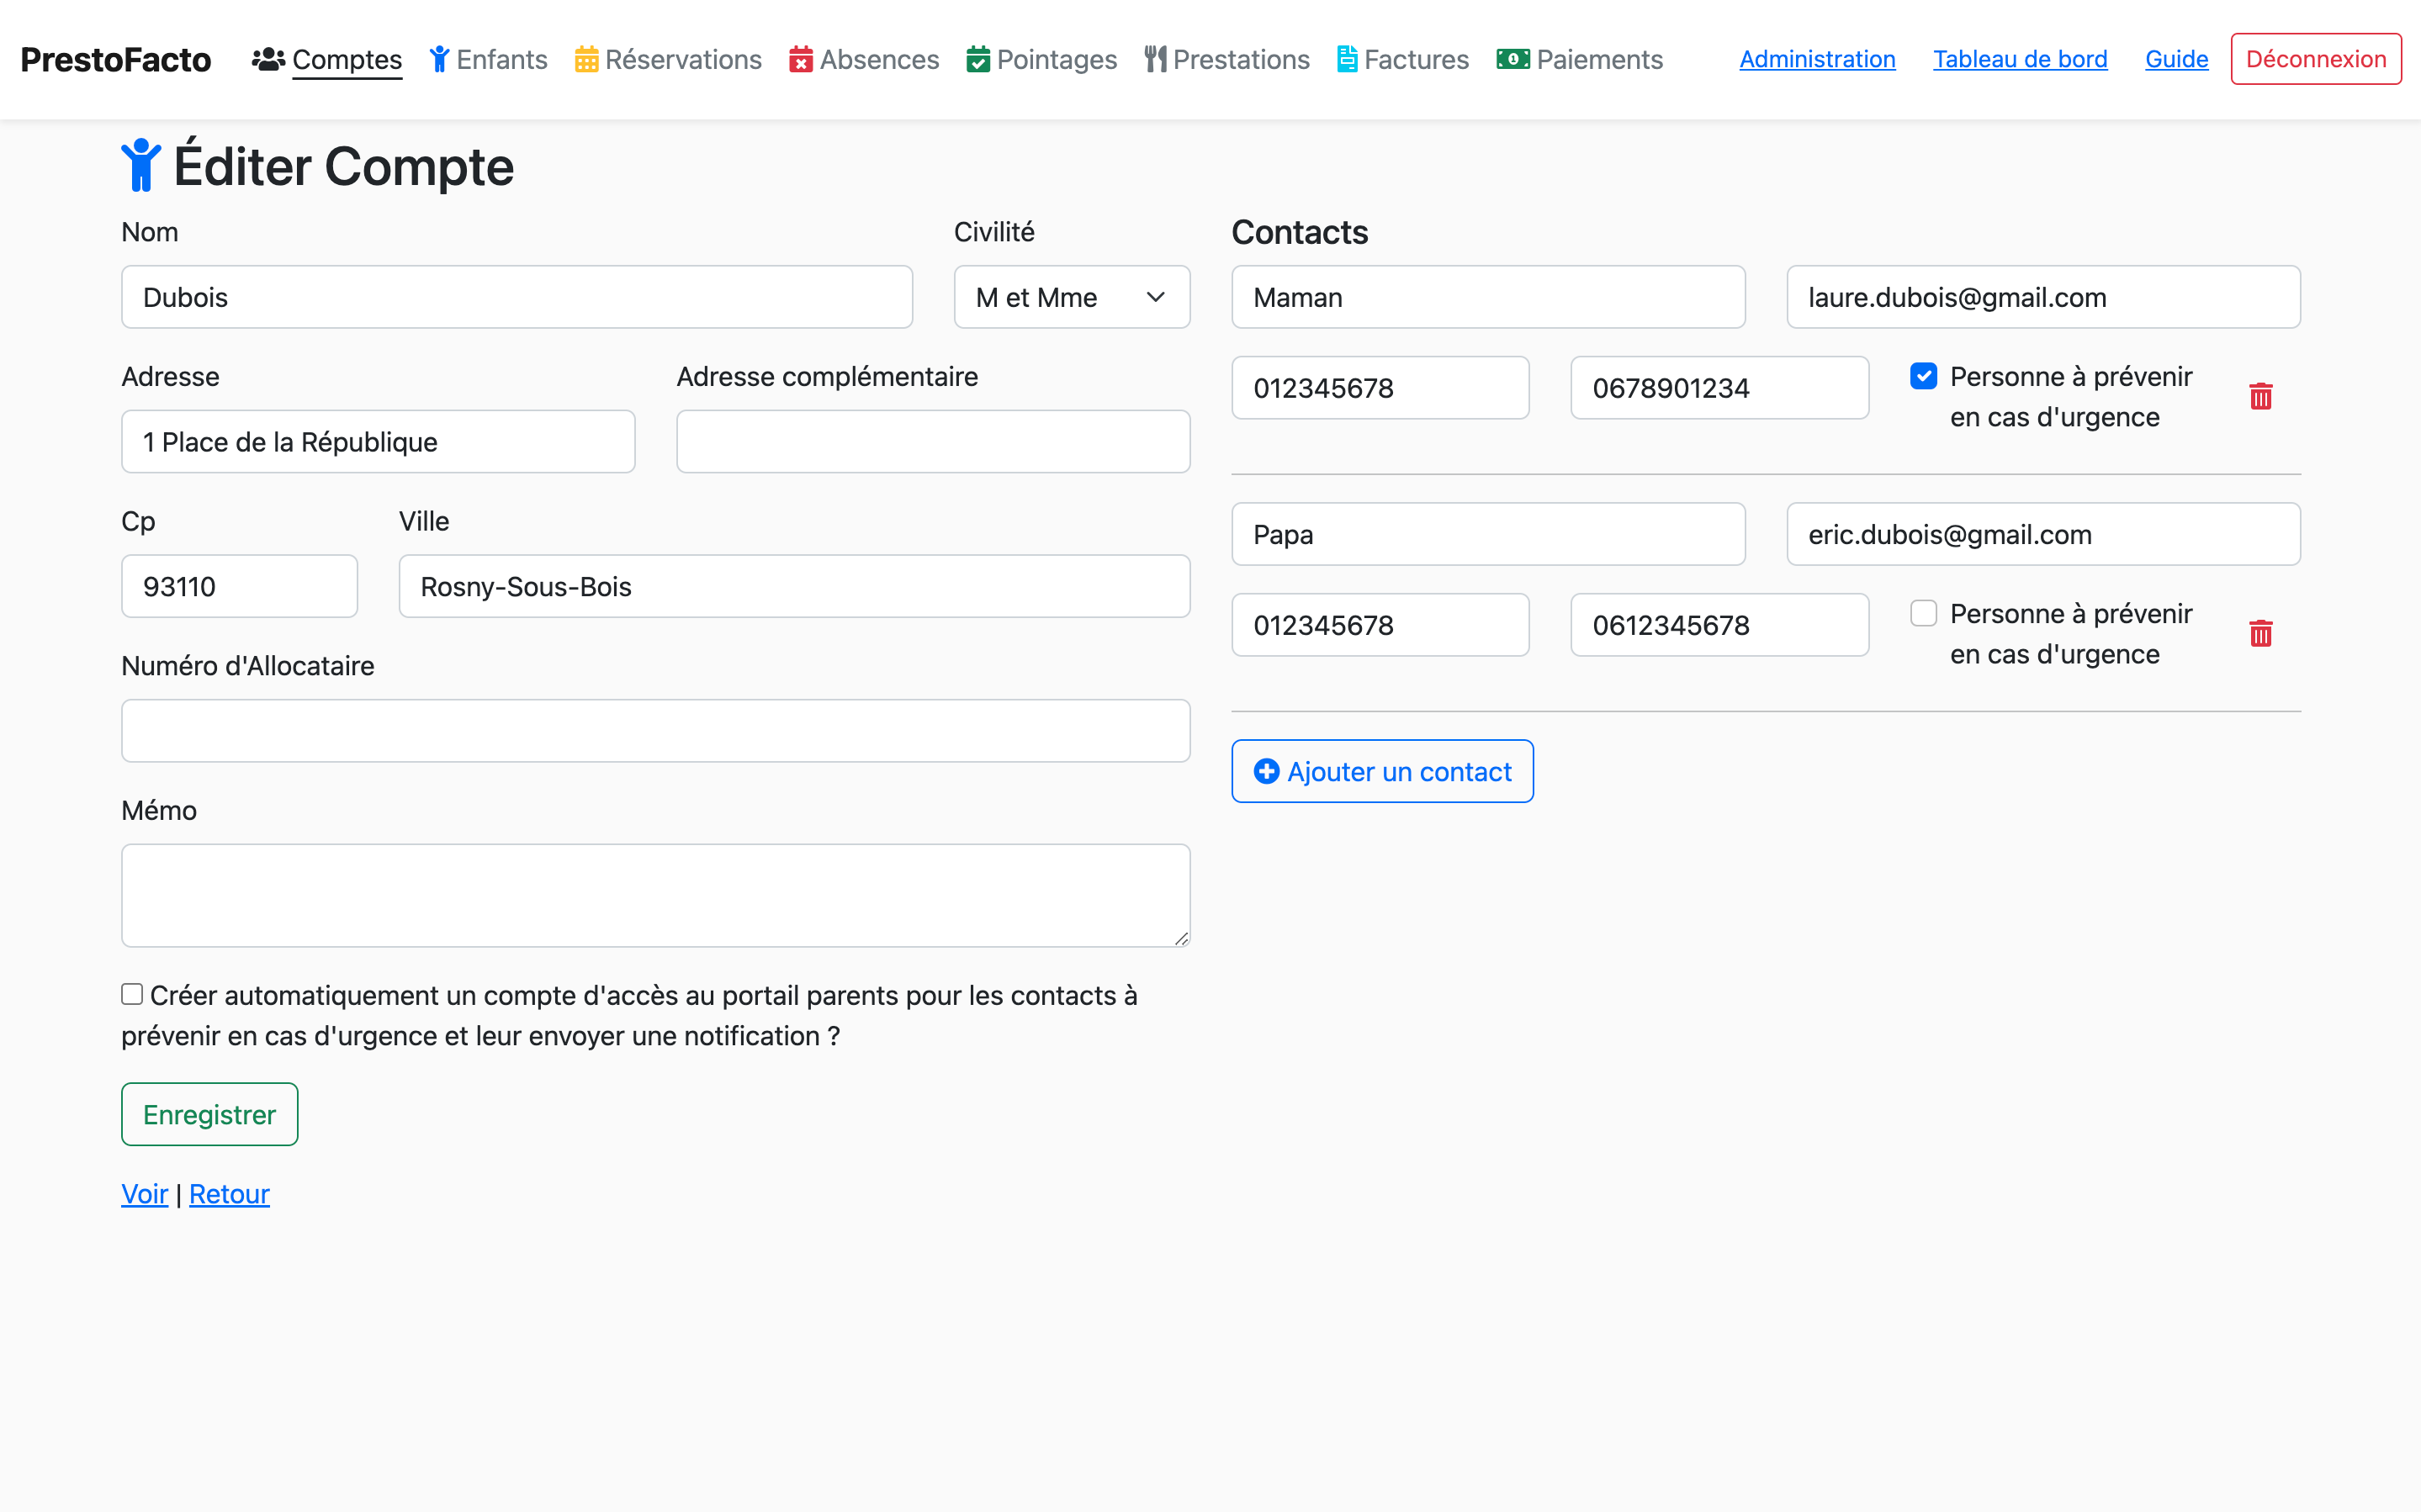 PrestoFacto Comptes Enfants Réservations Absences Pointages Prestations Factures Paiements Administration Tableau de bord Guide Déconnexion
Éditer Compte
Nom Civilité
Dubois M et Mme
Adresse Adresse complémentaire
1 Place de la République
Cp Ville
93110 Rosny-Sous-Bois
Numéro d'Allocataire
Mémo
Créer automatiquement un compte d'accès au portail parents pour les contacts à
prévenir en cas d'urgence et leur envoyer une notification ?
Enregistrer
Voir | Retour
Contacts
Maman laure.dubois@gmail.com
012345678 0678901234 Personne à prévenir
en cas d'urgence
Papa eric.dubois@gmail.com
012345678 0612345678 Personne à prévenir
en cas d'urgence
Ajouter un contact